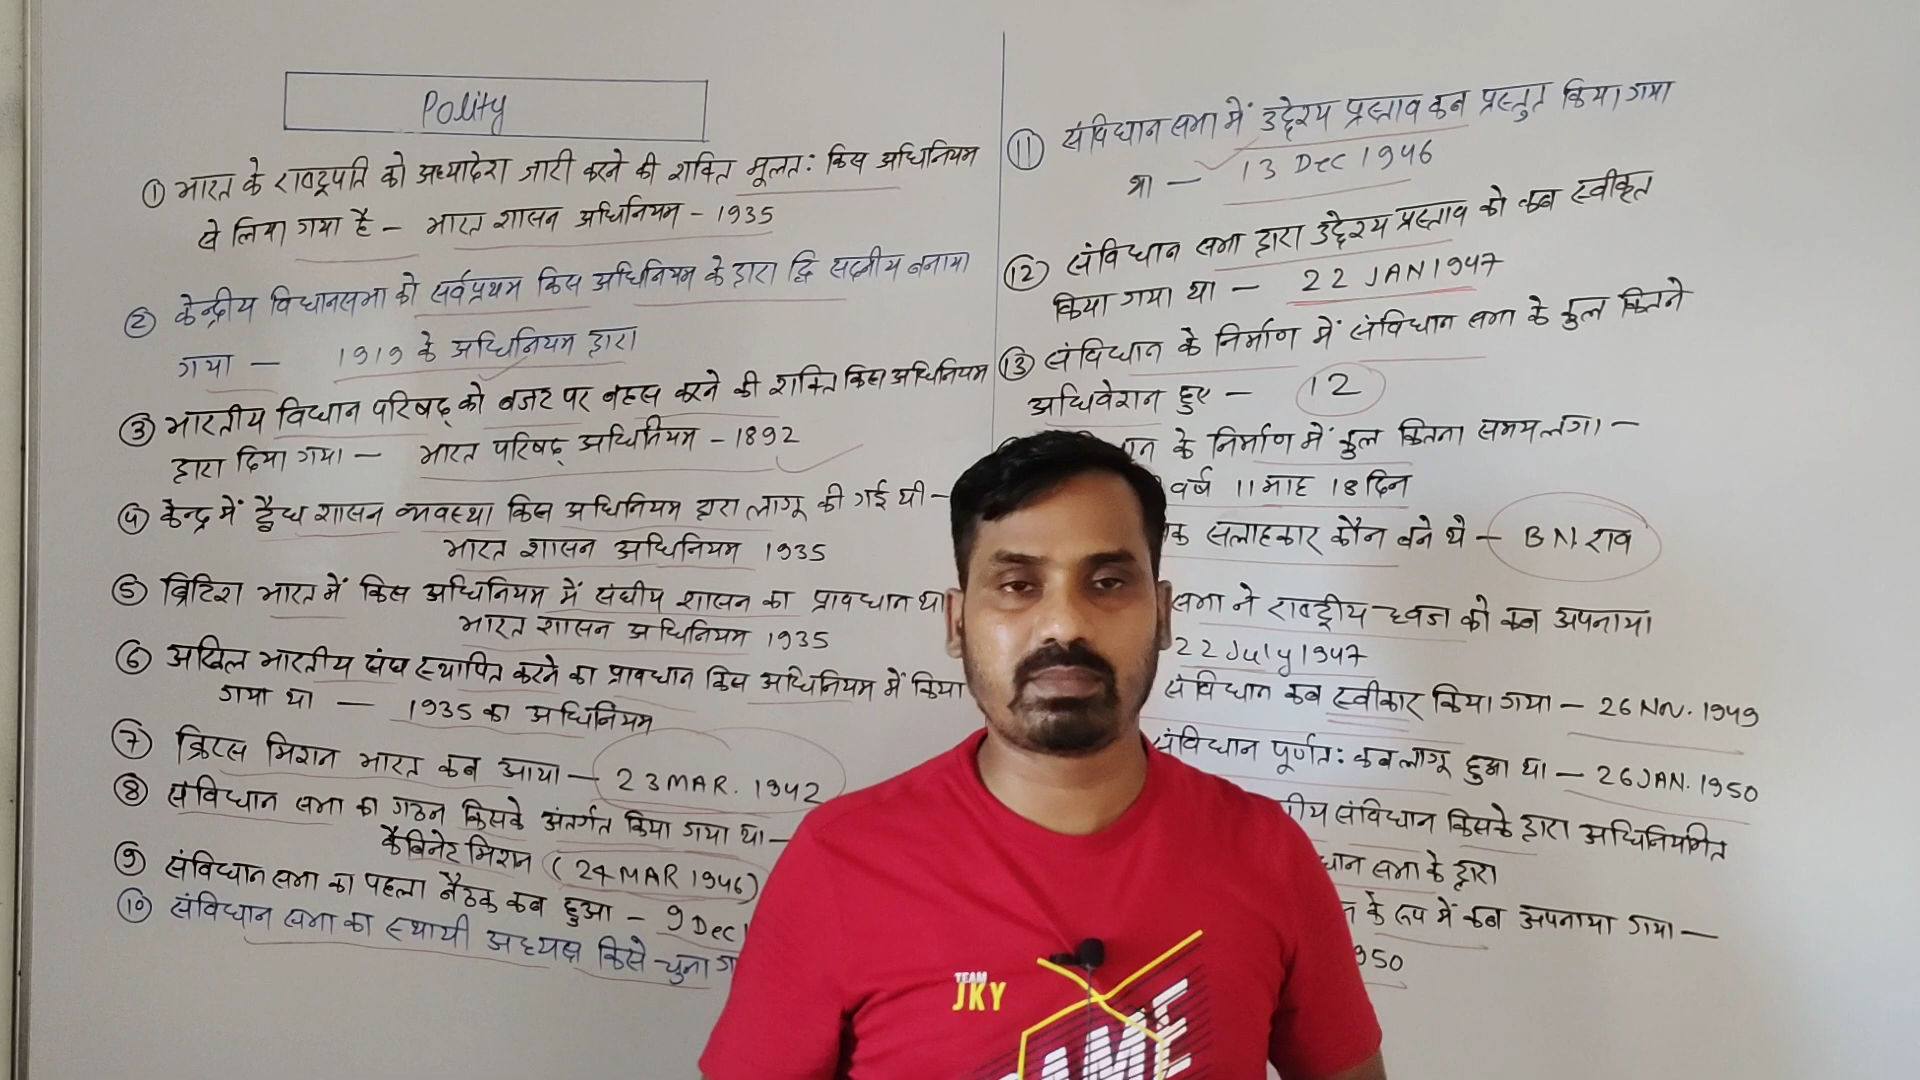 Polity
① भारत के राष्ट्रपति को अध्यादेश जारी करने की शक्ति मूलतः किस अधिनियम
से लिया गया है – भारत शासन अधिनियम - 1935
② केन्द्रीय विधानसभा को सर्वप्रथम किस अधिनियम के द्वारा द्वि सदनीय बनाया
गया – 1919 के अधिनियम द्वारा
③ भारतीय विधान परिषद् को बजट पर बहस करने की शक्ति किस अधिनियम
द्वारा दिया गया – भारत परिषद् अधिनियम - 1892
④ केन्द्र में द्वैध शासन व्यवस्था किस अधिनियम द्वारा लागू की गई थी –
भारत शासन अधिनियम 1935
⑤ ब्रिटिश भारत में किस अधिनियम में संघीय शासन का प्रावधान था
भारत शासन अधिनियम 1935
⑥ अखिल भारतीय संघ स्थापित करने का प्रावधान किस अधिनियम में किया
गया था – 1935 का अधिनियम
⑦ क्रिप्स मिशन भारत कब आया – 23 MAR. 1942
⑧ संविधान सभा का गठन किसके अंतर्गत किया गया था –
कैबिनेट मिशन (24 MAR 1946)
⑨ संविधान सभा का पहला बैठक कब हुआ – 9 Dec
⑩ संविधान सभा का स्थायी अध्यक्ष किसे चुना
⑪ संविधान सभा में उद्देश्य प्रस्ताव कब प्रस्तुत किया गया
था – 13 Dec 1946
⑫ संविधान सभा द्वारा उद्देश्य प्रस्ताव को कब स्वीकृत
किया गया था – 22 JAN 1947
⑬ संविधान के निर्माण में संविधान सभा के कुल कितने
अधिवेशन हुए – 12
के निर्माण में कुल कितना समय लगा –
वर्ष 11 माह 18 दिन
सलाहकार कौन बने थे – B.N. राव
सभा ने राष्ट्रीय ध्वज को कब अपनाया
22 July 1947
संविधान कब स्वीकार किया गया – 26 Nov. 1949
संविधान पूर्णतः कब लागू हुआ था – 26 JAN. 1950
संविधान किसके द्वारा अधिनियमित
सभा के द्वारा
के रूप में कब अपनाया गया –
950
TEAM
JKY